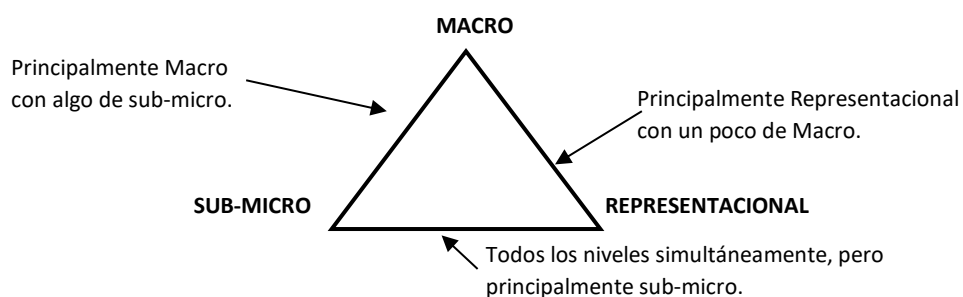 MACRO
Principalmente Macro
con algo de sub-micro.
Principalmente Representacional
con un poco de Macro.
SUB-MICRO
REPRESENTACIONAL
Todos los niveles simultáneamente, pero
principalmente sub-micro.